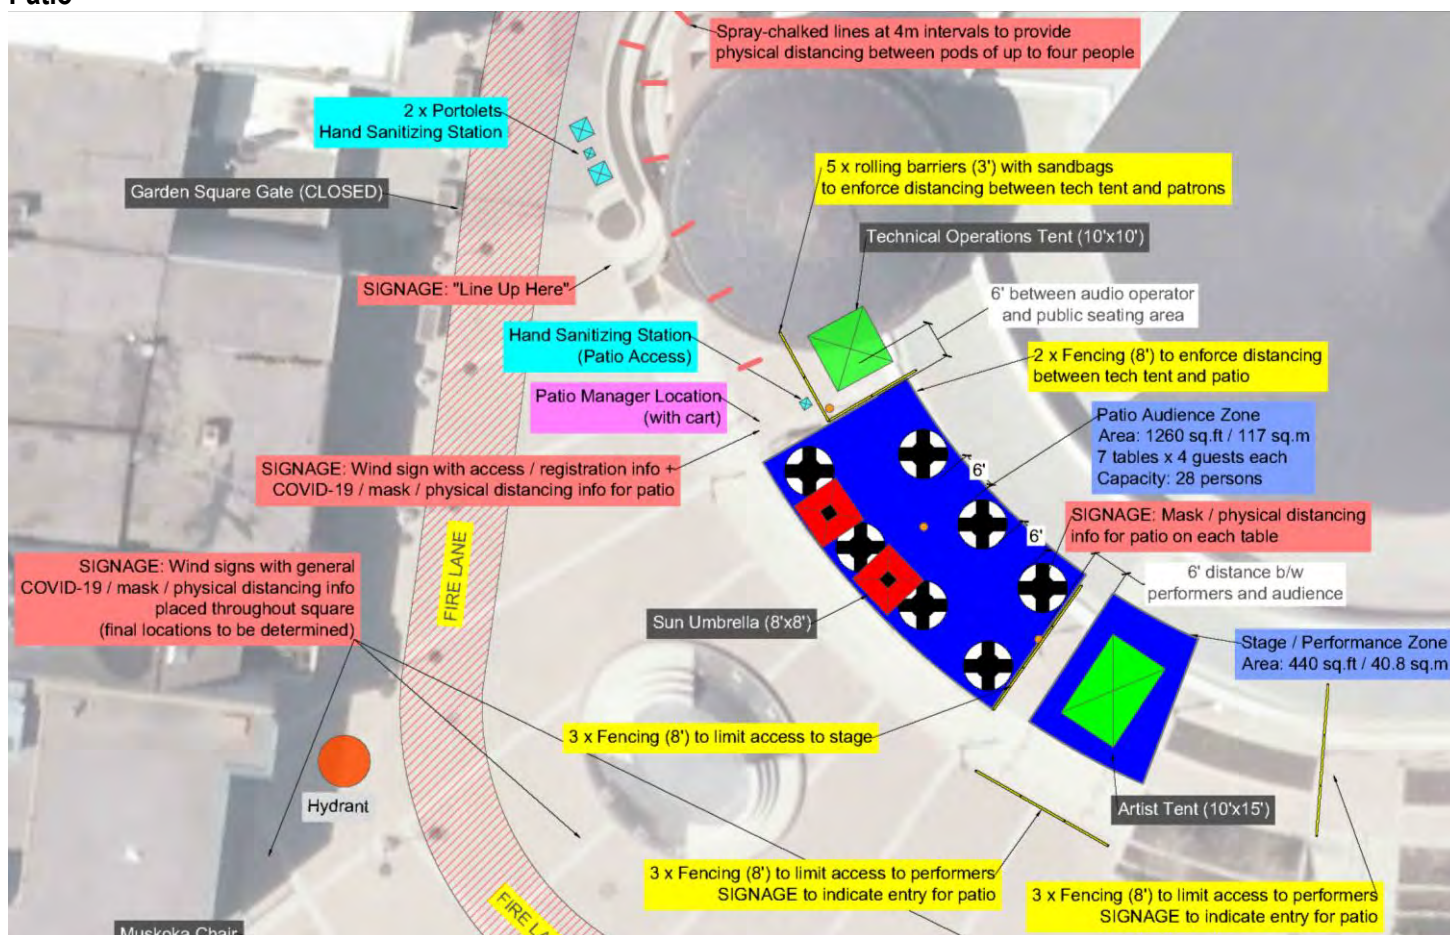 Patio
Spray-chalked lines at 4m intervals to provide
physical distancing between pods of up to four people
2 x Portolets
Hand Sanitizing Station
5 x rolling barriers (3') with sandbags
to enforce distancing between tech tent and patrons
Garden Square Gate (CLOSED)
Technical Operations Tent (10'x10')
SIGNAGE: "Line Up Here"
6' between audio operator
and public seating area
Hand Sanitizing Station
(Patio Access)
2 x Fencing (8') to enforce distancing
between tech tent and patio
Patio Manager Location
(with cart)
Patio Audience Zone
Area: 1260 sq.ft / 117 sq.m
7 tables x 4 guests each
Capacity: 28 persons
SIGNAGE: Wind sign with access / registration info +
COVID-19 / mask / physical distancing info for patio
6'
6'
SIGNAGE: Mask / physical distancing
info for patio on each table
FIRE LANE
SIGNAGE: Wind signs with general
COVID-19 / mask / physical distancing info
placed throughout square
(final locations to be determined)
6' distance b/w
performers and audience
Sun Umbrella (8'x8')
Stage / Performance Zone
Area: 440 sq.ft / 40.8 sq.m
3 x Fencing (8') to limit access to stage
Hydrant
Artist Tent (10'x15')
3 x Fencing (8') to limit access to performers
SIGNAGE to indicate entry for patio
3 x Fencing (8') to limit access to performers
SIGNAGE to indicate entry for patio
FIRE LA
Muskoka Chair